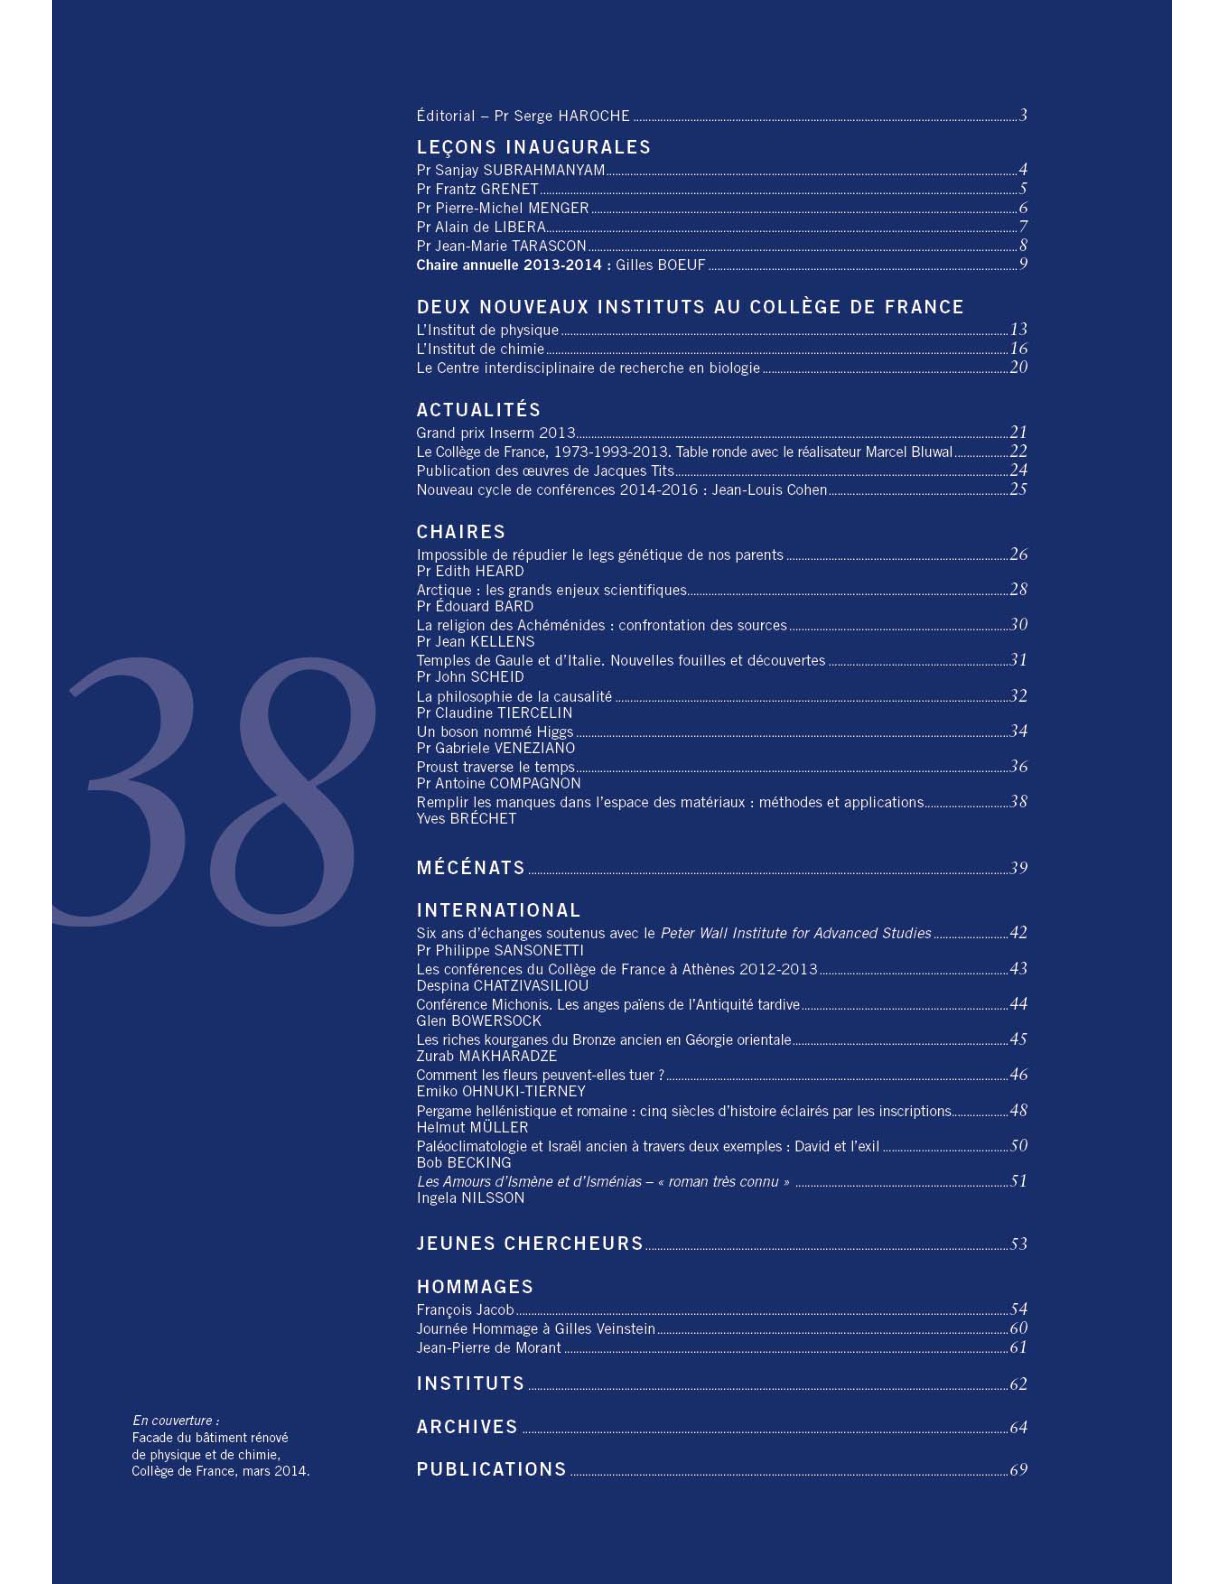 Éditorial – Pr Serge HAROCHE 3
LEÇONS INAUGURALES
Pr Sanjay SUBRAHMANYAM 4
Pr Frantz GRENET 5
Pr Pierre-Michel MENGER 6
Pr Alain de LIBERA 7
Pr Jean-Marie TARASCON 8
Chaire annuelle 2013-2014 : Gilles BOEUF 9
DEUX NOUVEAUX INSTITUTS AU COLLÈGE DE FRANCE
L’Institut de physique 13
L’Institut de chimie 16
Le Centre interdisciplinaire de recherche en biologie 20
ACTUALITÉS
Grand prix Inserm 2013 21
Le Collège de France, 1973-1993-2013. Table ronde avec le réalisateur Marcel Bluwal 22
Publication des œuvres de Jacques Tits 24
Nouveau cycle de conférences 2014-2016 : Jean-Louis Cohen 25
CHAIRES
Impossible de répudier le legs génétique de nos parents 26
Pr Edith HEARD
Arctique : les grands enjeux scientifiques 28
Pr Édouard BARD
La religion des Achéménides : confrontation des sources 30
Pr Jean KELLENS
Temples de Gaule et d’Italie. Nouvelles fouilles et découvertes 31
Pr John SCHEID
La philosophie de la causalité 32
Pr Claudine TIERCELIN
Un boson nommé Higgs 34
Pr Gabriele VENEZIANO
Proust traverse le temps 36
Pr Antoine COMPAGNON
Remplir les manques dans l’espace des matériaux : méthodes et applications 38
Yves BRÉCHET
38
MÉCÉNATS 39
INTERNATIONAL
Six ans d’échanges soutenus avec le Peter Wall Institute for Advanced Studies 42
Pr Philippe SANSONETTI
Les conférences du Collège de France à Athènes 2012-2013 43
Despina CHATZIVASILIOU
Conférence Michonis. Les anges païens de l’Antiquité tardive 44
Glen BOWERSOCK
Les riches kourganes du Bronze ancien en Géorgie orientale 45
Zurab MAKHARADZE
Comment les fleurs peuvent-elles tuer ? 46
Emiko OHNUKI-TIERNEY
Pergame hellénistique et romaine : cinq siècles d’histoire éclairés par les inscriptions 48
Helmut MÜLLER
Paléoclimatologie et Israël ancien à travers deux exemples : David et l’exil 50
Bob BECKING
Les Amours d’Ismène et d’Isménias – « roman très connu » 51
Ingela NILSSON
JEUNES CHERCHEURS 53
HOMMAGES
François Jacob 54
Journée Hommage à Gilles Veinstein 60
Jean-Pierre de Morant 61
INSTITUTS 62
ARCHIVES 64
PUBLICATIONS 69
En couverture :
Facade du bâtiment rénové
de physique et de chimie,
Collège de France, mars 2014.